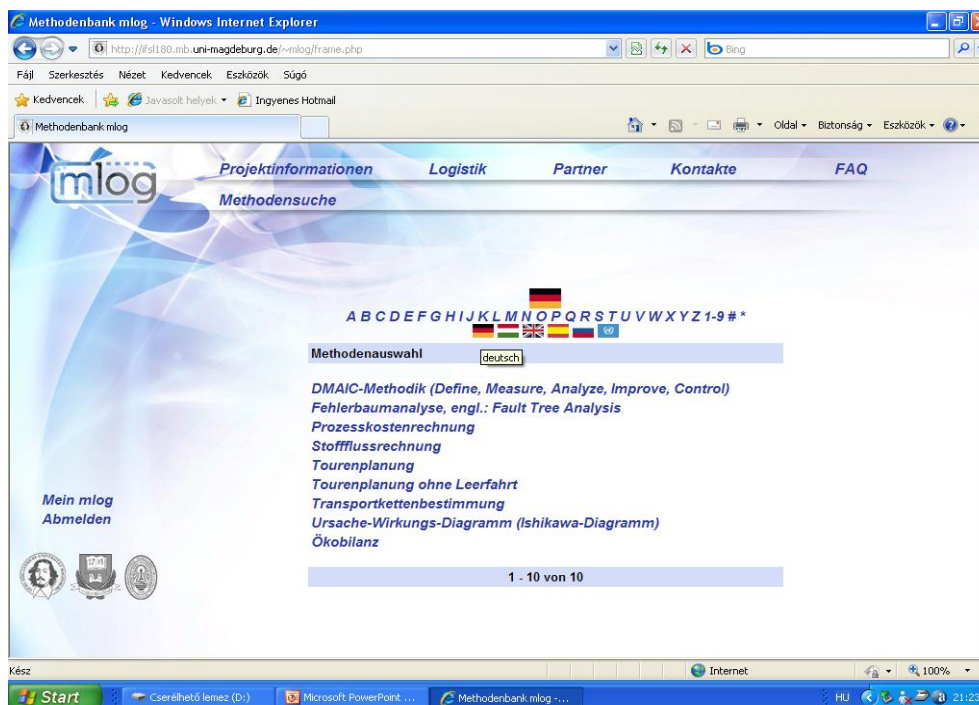 Methodenbank mlog - Windows Internet Explorer
http://ifsl180.mb.uni-magdeburg.de/~mlog/frame.php
Bing
Fájl Szerkesztés Nézet Kedvencek Eszközök Súgó
Kedvencek Javasolt helyek Ingyenes Hotmail
Methodenbank mlog
Oldal Biztonság Eszközök
mlog
Projektinformationen Logistik Partner Kontakte FAQ
Methodensuche
A B C D E F G H I J K L M N O P Q R S T U V W X Y Z 1-9 # *
Methodenauswahl
deutsch
DMAIC-Methodik (Define, Measure, Analyze, Improve, Control)
Fehlerbaumanalyse, engl.: Fault Tree Analysis
Prozesskostenrechnung
Stoffflussrechnung
Tourenplanung
Tourenplanung ohne Leerfahrt
Transportkettenbestimmung
Ursache-Wirkungs-Diagramm (Ishikawa-Diagramm)
Ökobilanz
Mein mlog
Abmelden
1 - 10 von 10
Kész
Internet
100%
Start
Cserélhető lemez (D:)
Microsoft PowerPoint ...
Methodenbank mlog -...
HU
21:23